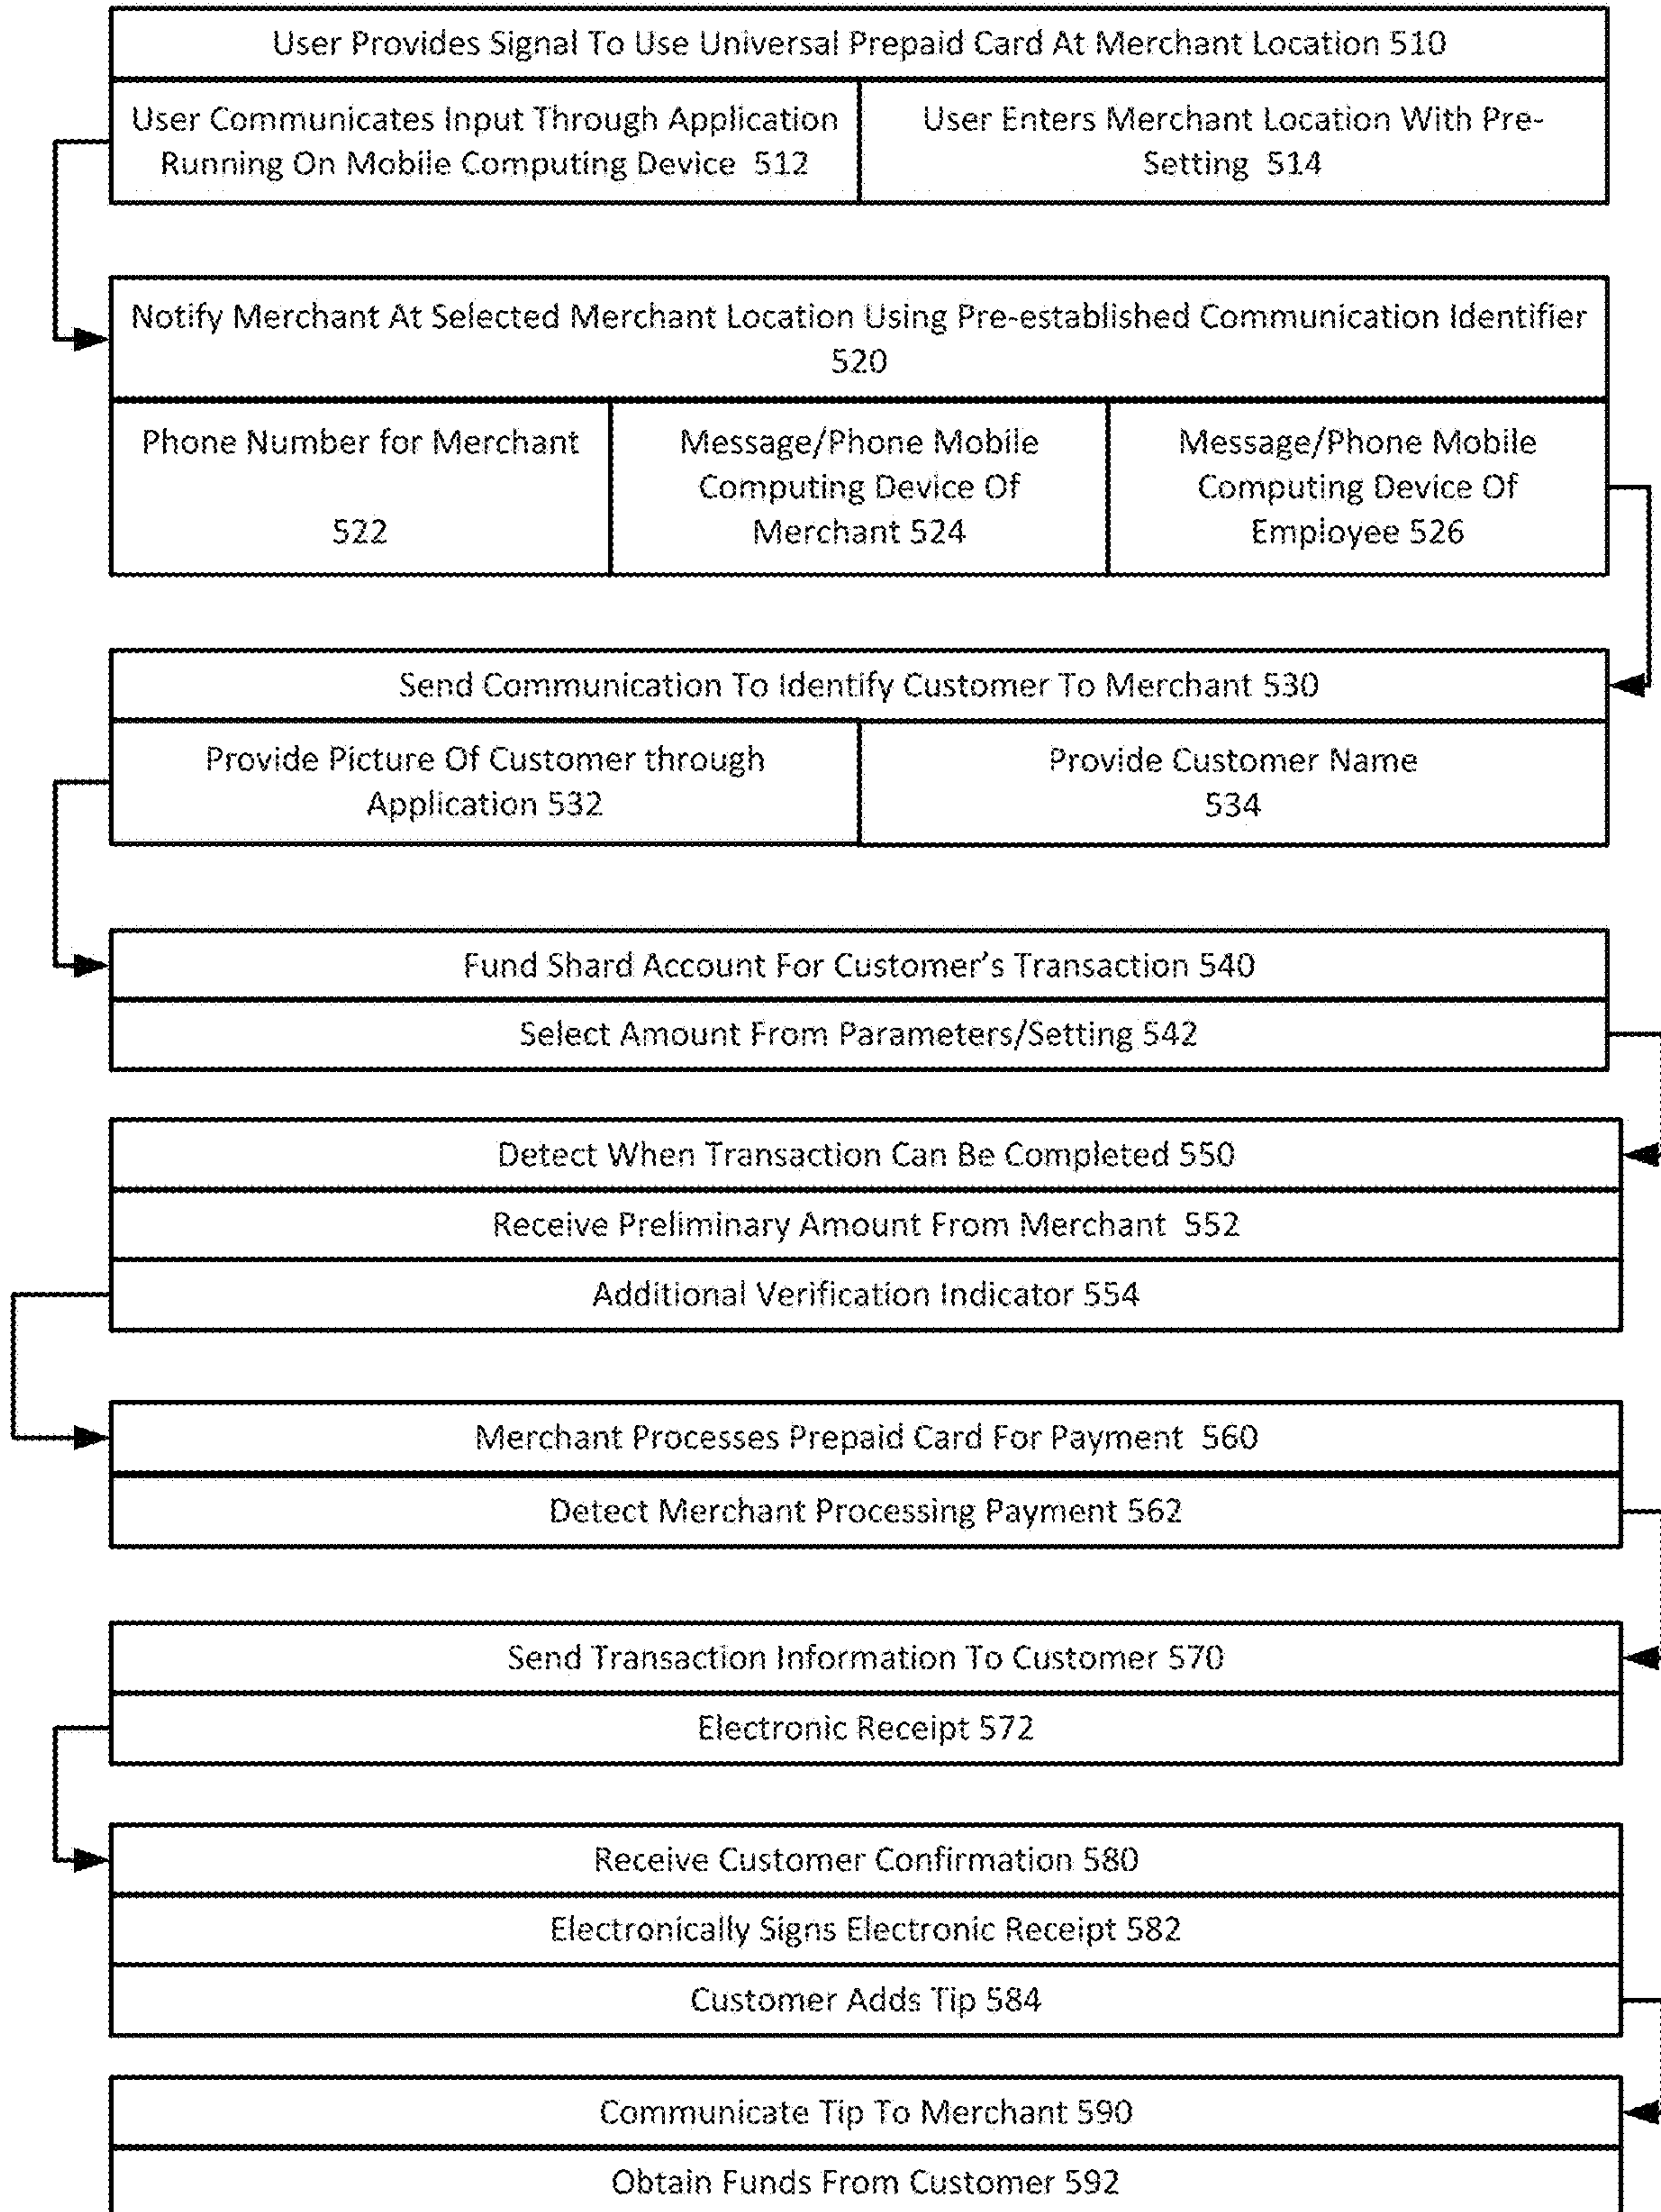 User Provides Signal To Use Universal Prepaid Card At Merchant Location 510
User Communicates Input Through Application
Running On Mobile Computing Device 512
User Enters Merchant Location With Pre-
Setting 514
Notify Merchant At Selected Merchant Location Using Pre-established Communication Identifier
520
Phone Number for Merchant
522
Message/Phone Mobile
Computing Device Of
Merchant 524
Message/Phone Mobile
Computing Device Of
Employee 526
Send Communication To Identify Customer To Merchant 530
Provide Picture Of Customer through
Application 532
Provide Customer Name
534
Fund Shard Account For Customer's Transaction 540
Select Amount From Parameters/Setting 542
Detect When Transaction Can Be Completed 550
Receive Preliminary Amount From Merchant 552
Additional Verification Indicator 554
Merchant Processes Prepaid Card For Payment 560
Detect Merchant Processing Payment 562
Send Transaction Information To Customer 570
Electronic Receipt 572
Receive Customer Confirmation 580
Electronically Signs Electronic Receipt 582
Customer Adds Tip 584
Communicate Tip To Merchant 590
Obtain Funds From Customer 592